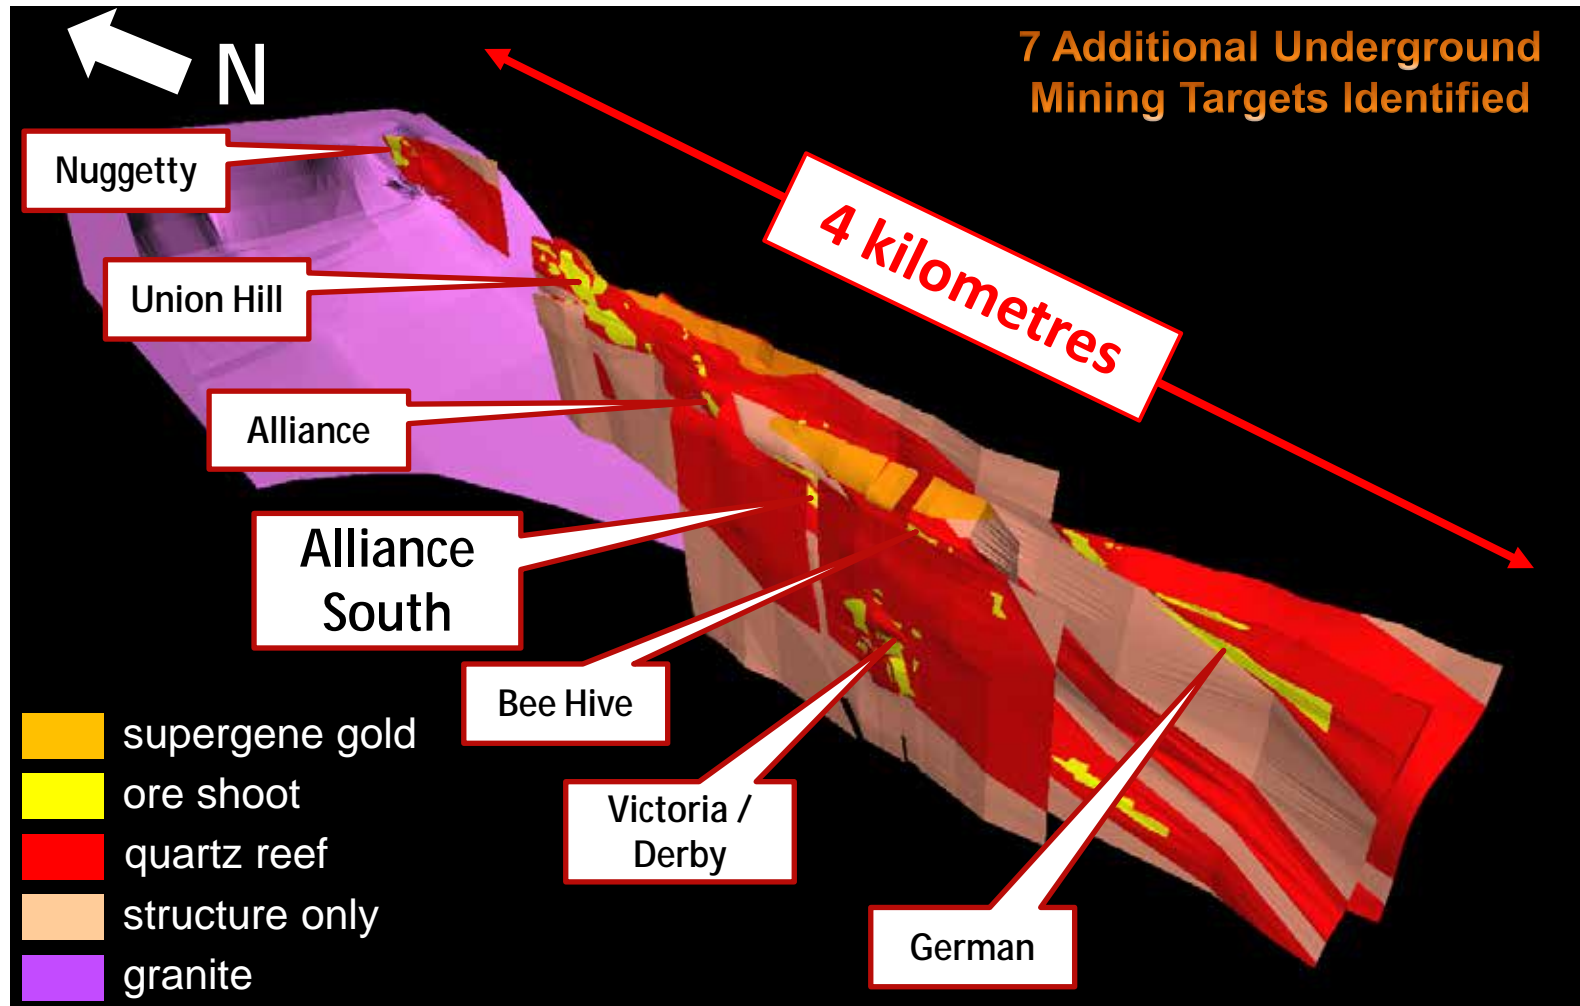 N
7 Additional Underground
Mining Targets Identified
Nuggetty
4 kilometres
Union Hill
Alliance
Alliance
South
Bee Hive
Victoria /
Derby
German
supergene gold
ore shoot
quartz reef
structure only
granite